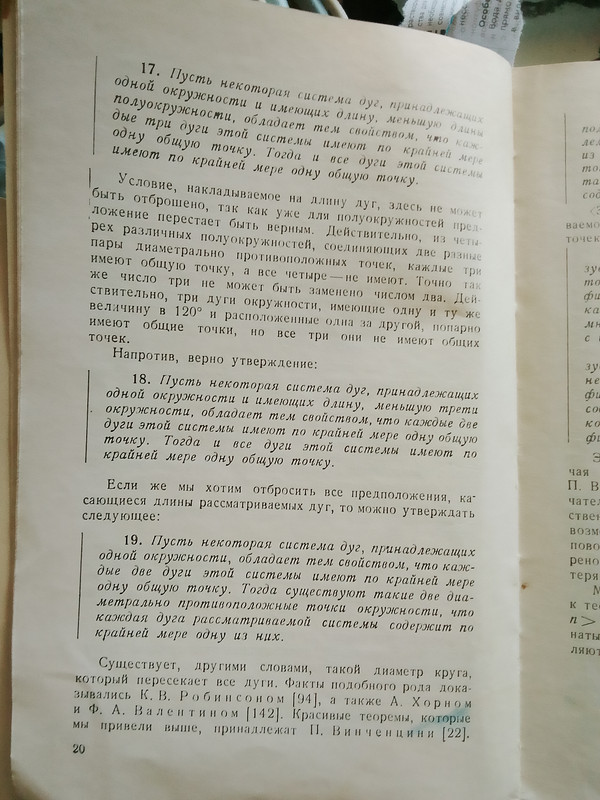 17. Пусть некоторая система дуг, принадлежащих
одной окружности и имеющих длину, меньшую длины
полуокружности, обладает тем свойством, что каж-
дые три дуги этой системы имеют по крайней мере
одну общую точку. Тогда и все дуги этой системы
имеют по крайней мере одну общую точку.
Условие, накладываемое на длину дуг, здесь не может
быть отброшено, так как уже для полуокружностей пред-
ложение перестает быть верным. Действительно, из четы-
рех различных полуокружностей, соединяющих две разные
пары диаметрально противоположных точек, каждые три
имеют общую точку, а все четыре — не имеют. Точно так
же число три не может быть заменено числом два. Дей-
ствительно, три дуги окружности, имеющие одну и ту же
величину в 120° и расположенные одна за другой, попарно
имеют общие точки, но все три они не имеют общих
точек.
Напротив, верно утверждение:
18. Пусть некоторая система дуг, принадлежащих
одной окружности и имеющих длину, меньшую трети
окружности, обладает тем свойством, что каждые две
дуги этой системы имеют по крайней мере одну общую
точку. Тогда и все дуги этой системы имеют по
крайней мере одну общую точку.
Если же мы хотим отбросить все предположения, ка-
сающиеся длины рассматриваемых дуг, то можно утверждать
следующее:
19. Пусть некоторая система дуг, принадлежащих
одной окружности, обладает тем свойством, что каж-
дые две дуги этой системы имеют по крайней мере
одну общую точку. Тогда существуют такие две диа-
метрально противоположные точки окружности, что
каждая дуга рассматриваемой системы содержит по
крайней мере одну из них.
Существует, другими словами, такой диаметр круга,
который пересекает все дуги. Факты подобного рода дока-
зывались К. В. Робинсоном [94], а также А. Хорном
и Ф. А. Валентином [142]. Красивые теоремы, которые
мы привели выше, принадлежат П. Винченцини [22].
20